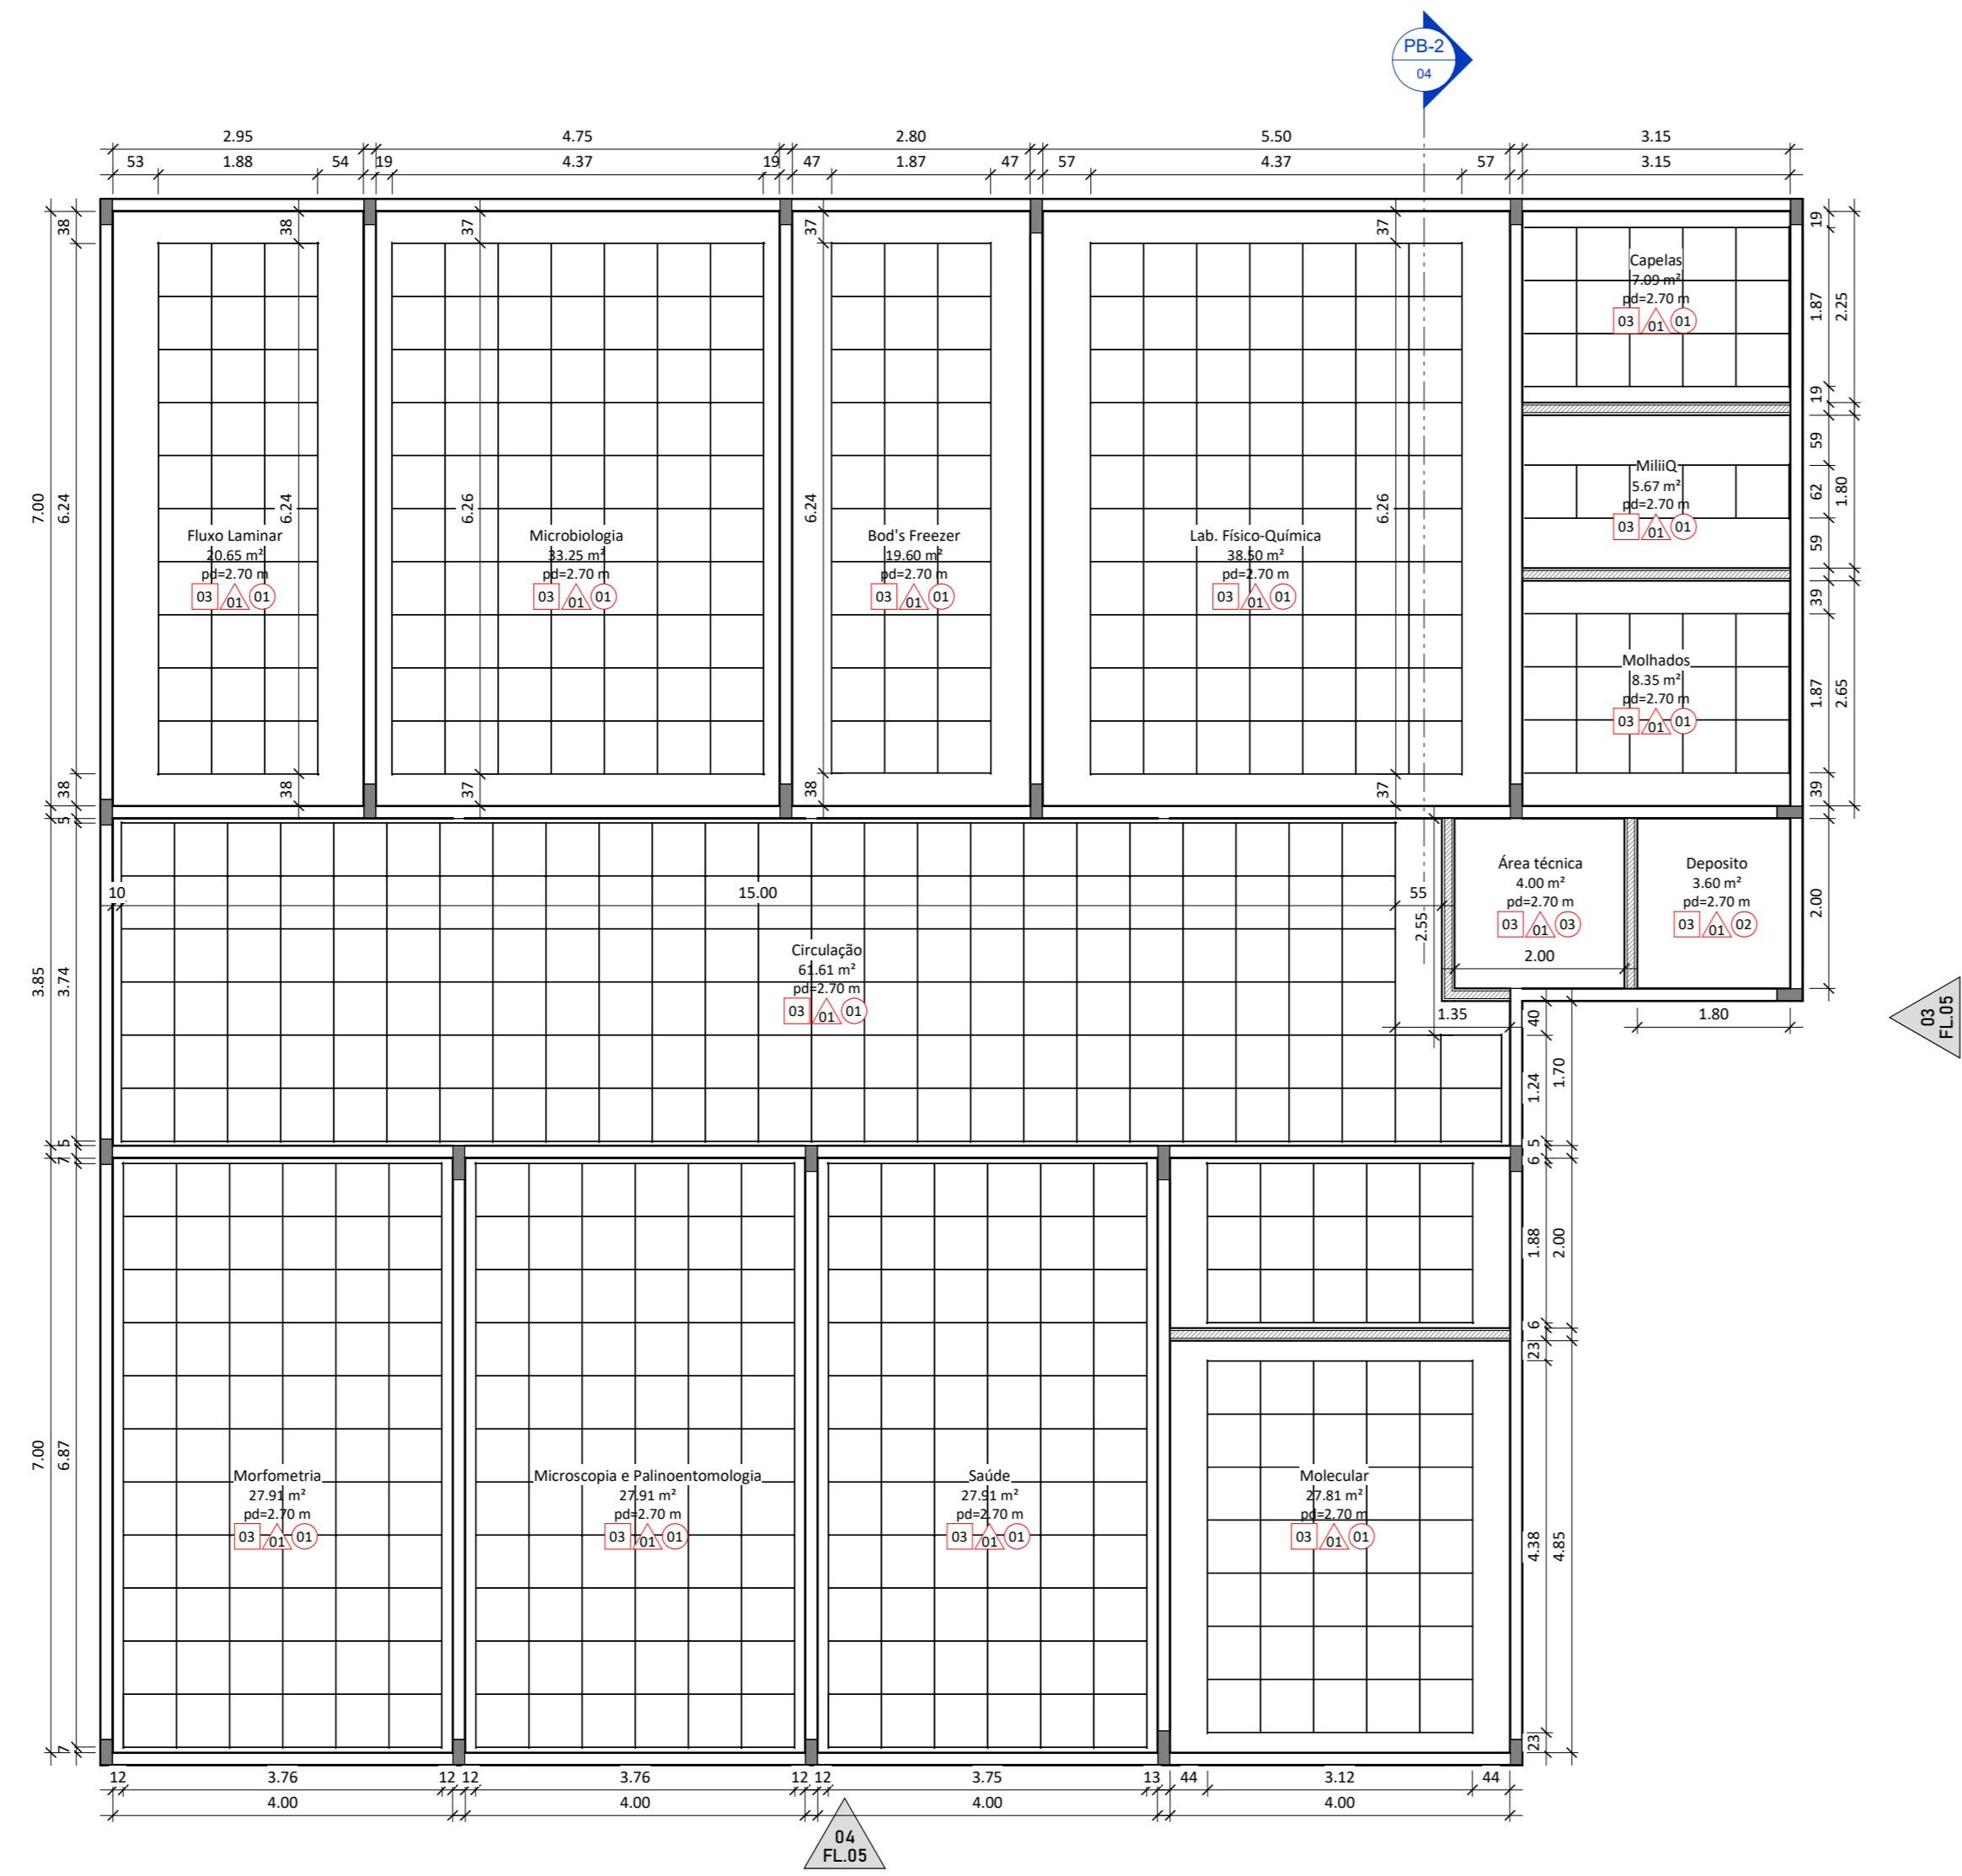 PB-2
04
2.95 4.75 2.80 5.50 3.15
53 1.88 54 19 4.37 19 47 1.87 47 57 4.37 57 3.15
38 38 37 37 37 19
Capelas
7.09 m²
pd=2.70 m
03 01 01
1.87 2.25
19
59
MiliiQ
5.67 m²
pd=2.70 m
03 01 01
62 1.80
59
7.00 6.24 6.24 6.26 6.24 6.26
Fluxo Laminar
20.65 m²
pd=2.70 m
03 01 01
Microbiologia
33.25 m²
pd=2.70 m
03 01 01
Bod's Freezer
19.60 m²
pd=2.70 m
03 01 01
Lab. Físico-Química
38.50 m²
pd=2.70 m
03 01 01
39
Molhados
8.35 m²
pd=2.70 m
03 01 01
1.87 2.65
39
38 38 37 38 37
5
10 15.00 55
2.55
Área técnica
4.00 m²
pd=2.70 m
03 01 03
2.00
Deposito
3.60 m²
pd=2.70 m
03 01 02
2.00
1.80
3.85 3.74
Circulação
61.61 m²
pd=2.70 m
03 01 01
1.35 40
1.24 1.70
03
FL.05
5 5
7 6
1.88 2.00
6
23
7.00 6.87
Morfometria
27.91 m²
pd=2.70 m
03 01 01
Microscopia e Palinoentomologia
27.91 m²
pd=2.70 m
03 01 01
Saúde
27.91 m²
pd=2.70 m
03 01 01
Molecular
27.81 m²
pd=2.70 m
03 01 01
4.38 4.85
7 23
12 3.76 12 12 3.76 12 12 3.75 13 44 3.12 44
4.00 4.00 4.00 4.00
04
FL.05